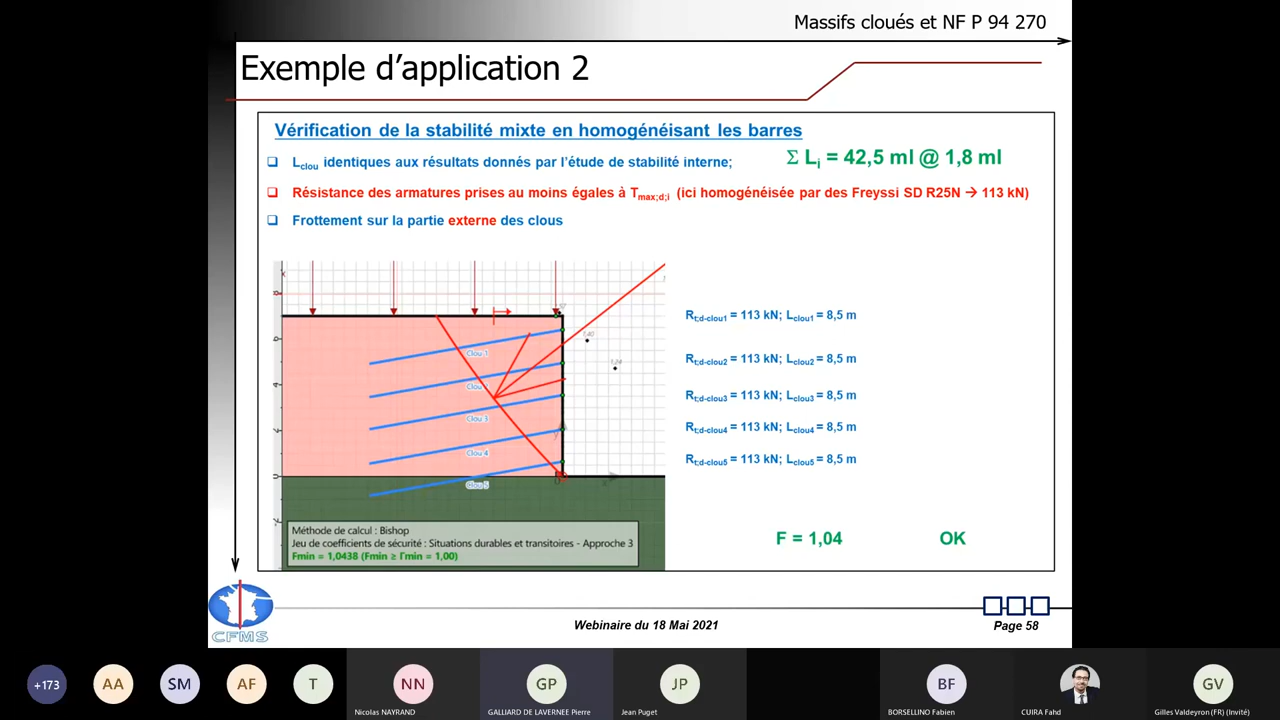 Massifs cloués et NF P 94 270
Exemple d’application 2
Vérification de la stabilité mixte en homogénéisant les barres
Lclou identiques aux résultats donnés par l’étude de stabilité interne;
Σ Li = 42,5 ml @ 1,8 ml
Résistance des armatures prises au moins égales à Tmax;d;i (ici homogénéisée par des Freyssi SD R25N → 113 kN)
Frottement sur la partie externe des clous
1,40
1,24
Clou 1
Clou 3
Clou 4
Clou 5
Rt;d-clou1 = 113 kN; Lclou1 = 8,5 m
Rt;d-clou2 = 113 kN; Lclou2 = 8,5 m
Rt;d-clou3 = 113 kN; Lclou3 = 8,5 m
Rt;d-clou4 = 113 kN; Lclou4 = 8,5 m
Rt;d-clou5 = 113 kN; Lclou5 = 8,5 m
Méthode de calcul : Bishop
Jeu de coefficients de sécurité : Situations durables et transitoires - Approche 3
Fmin = 1,0438 (Fmin ≥ Γmin = 1,00)
F = 1,04 OK
CFMS
Webinaire du 18 Mai 2021
Page 58
+173
AA
SM
AF
T
NN
Nicolas NAYRAND
GP
GALLIARD DE LAVERNEE Pierre
JP
Jean Puget
BF
BORSELLINO Fabien
CUIRA Fahd
GV
Gilles Valdeyron (FR) (Invité)